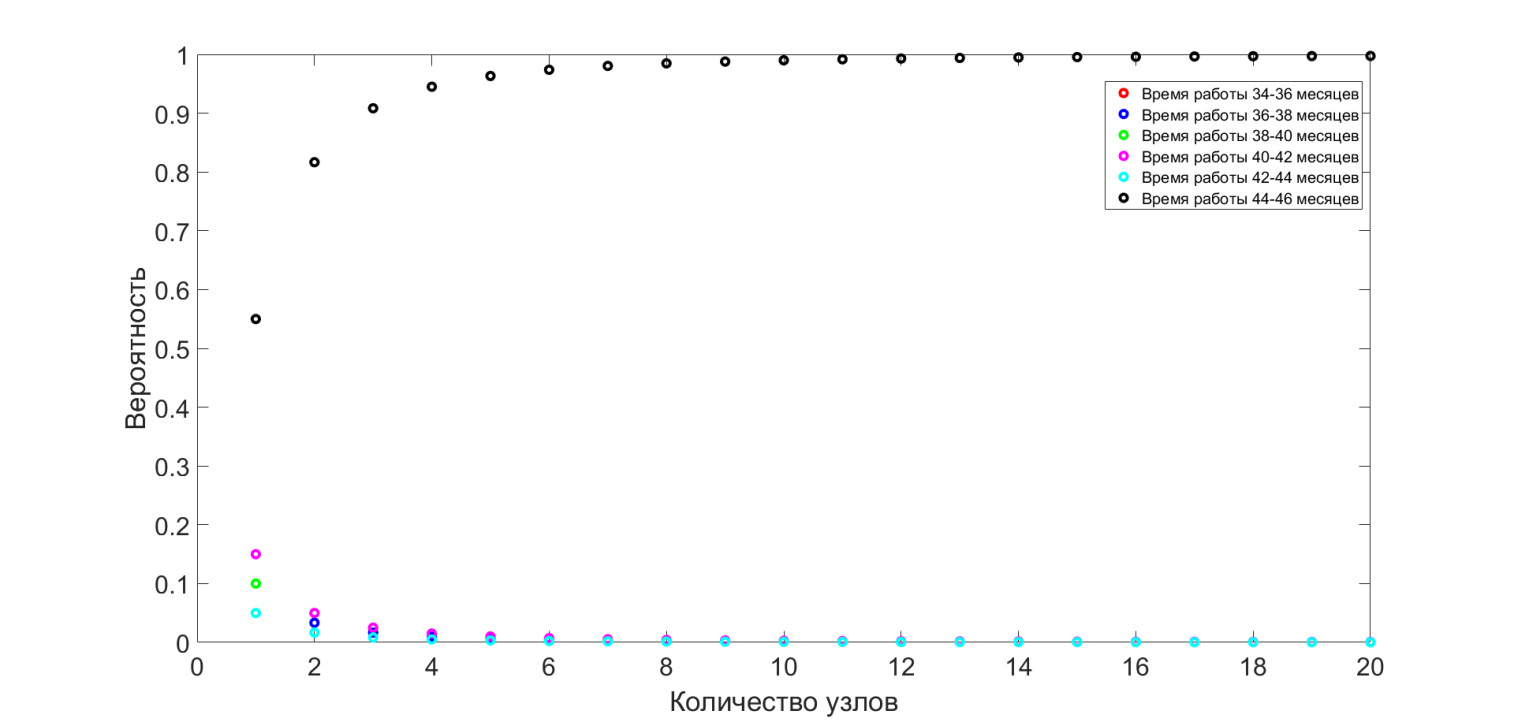 1
0.9
0.8
0.7
0.6
0.5
0.4
0.3
0.2
0.1
0
Вероятность
Время работы 34-36 месяцев
Время работы 36-38 месяцев
Время работы 38-40 месяцев
Время работы 40-42 месяцев
Время работы 42-44 месяцев
Время работы 44-46 месяцев
0 2 4 6 8 10 12 14 16 18 20
Количество узлов